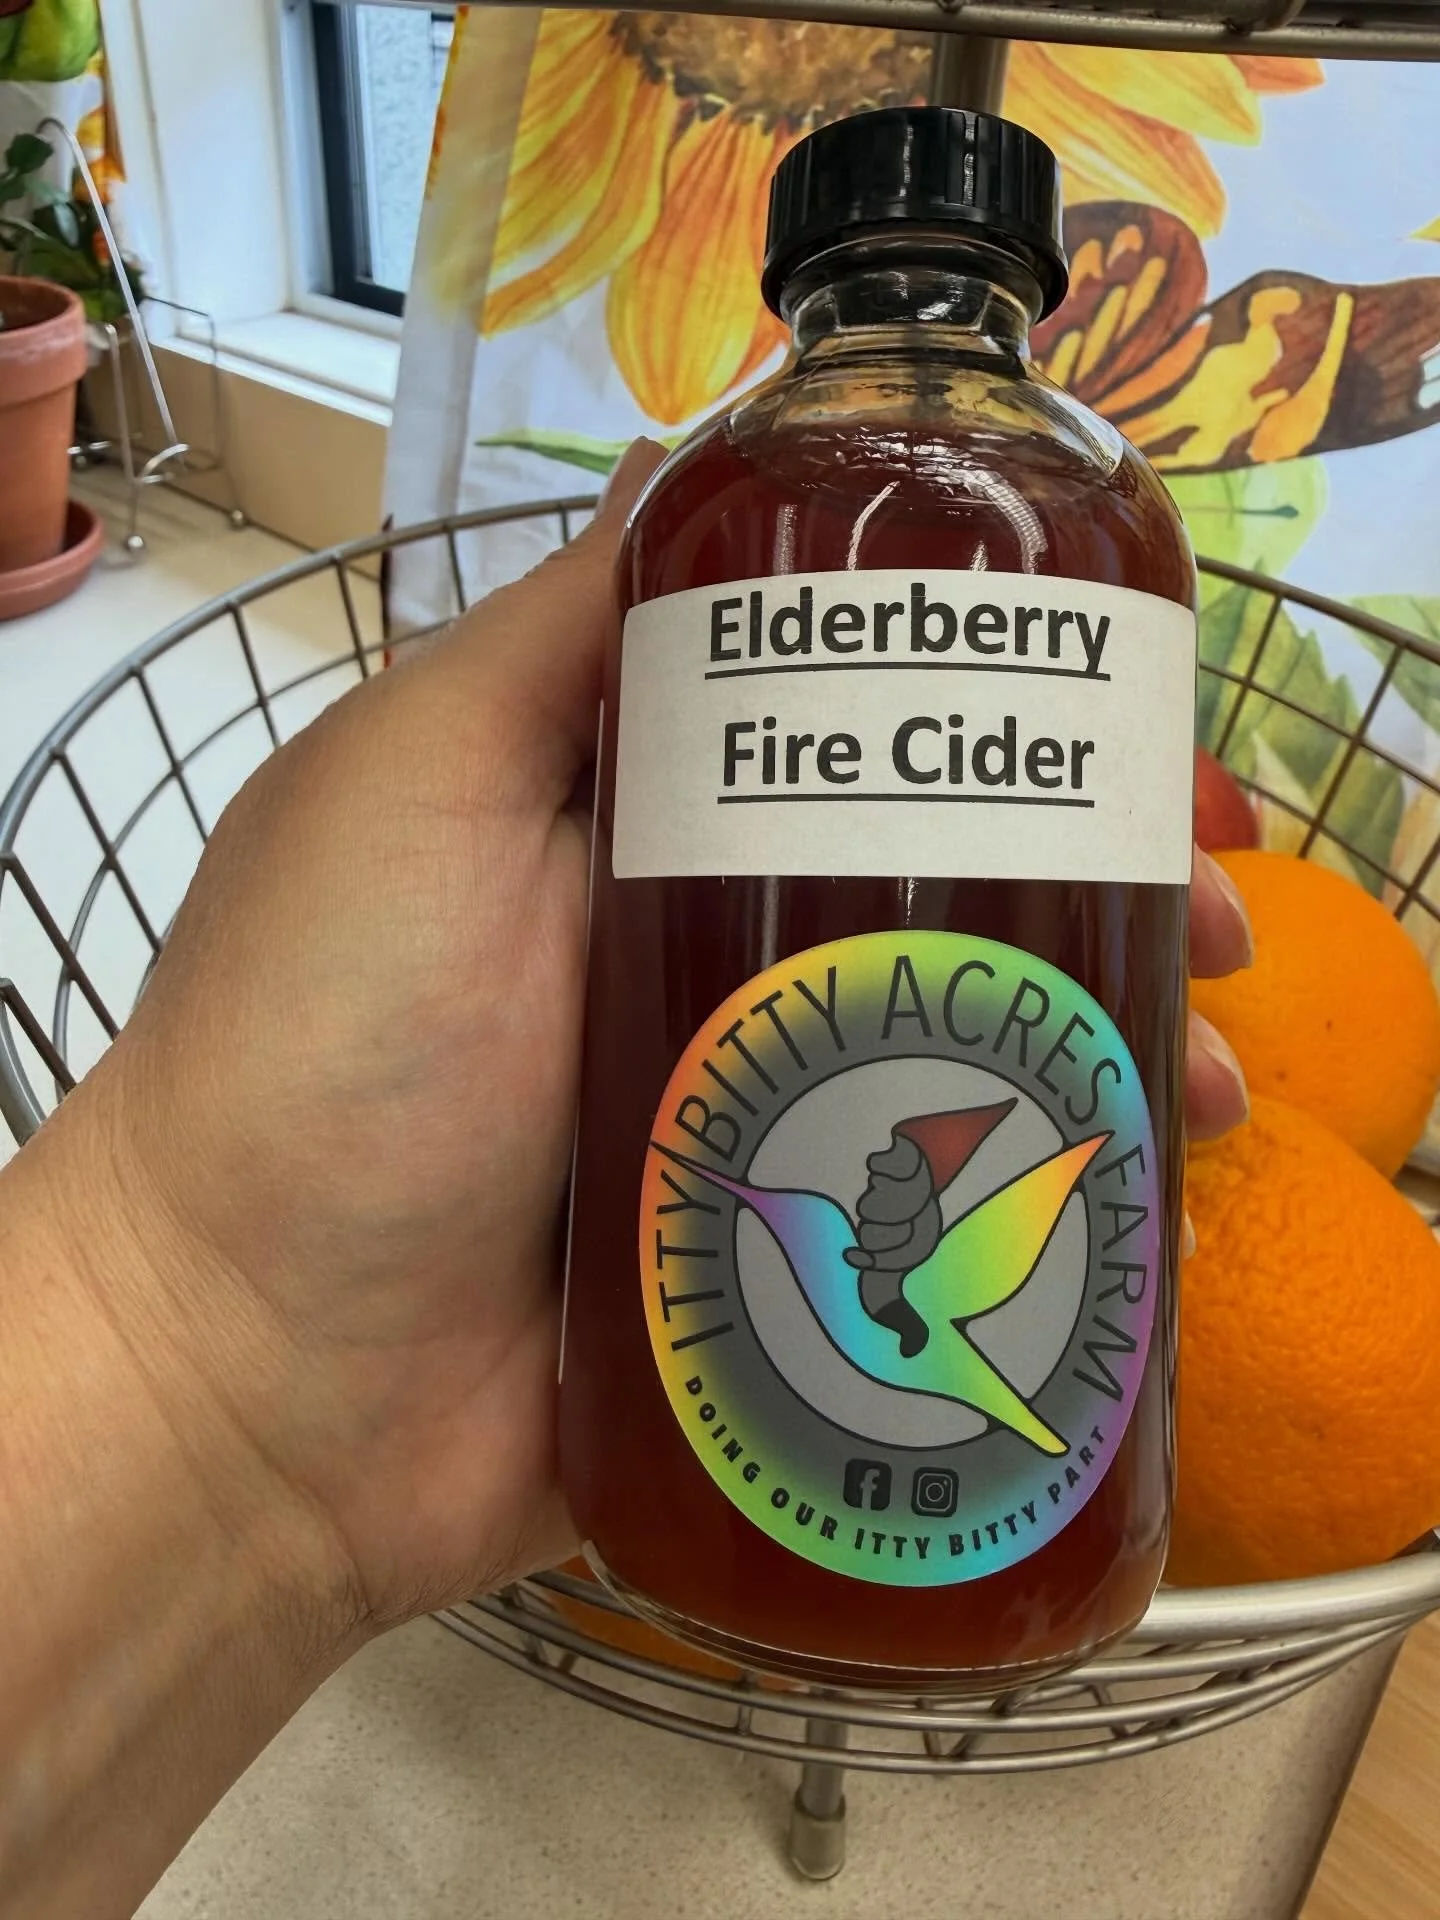 Elderberry
Fire Cider
ITTY BITTY ACRES FARM
DOING OUR ITTY BITTY PART